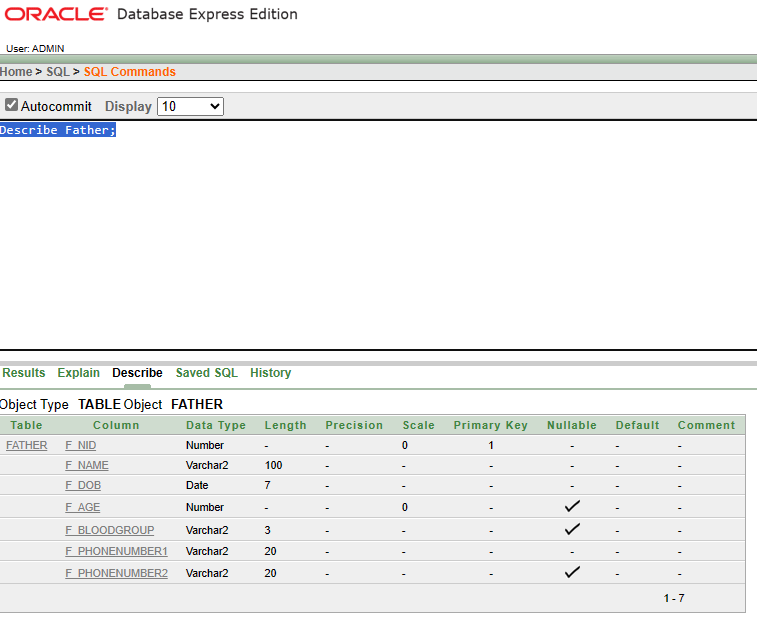 ORACLE® Database Express Edition
User: ADMIN
Home > SQL > SQL Commands
Autocommit Display 10
Describe Father;
Results Explain Describe Saved SQL History
Object Type TABLE Object FATHER
Table Column Data Type Length Precision Scale Primary Key Nullable Default Comment
FATHER F_NID Number - - 0 1 - - -
F_NAME Varchar2 100 - - - - - -
F_DOB Date 7 - - - - - -
F_AGE Number - - 0 - ✓ - -
F_BLOODGROUP Varchar2 3 - - - ✓ - -
F_PHONENUMBER1 Varchar2 20 - - - - - -
F_PHONENUMBER2 Varchar2 20 - - - ✓ - -
1 - 7